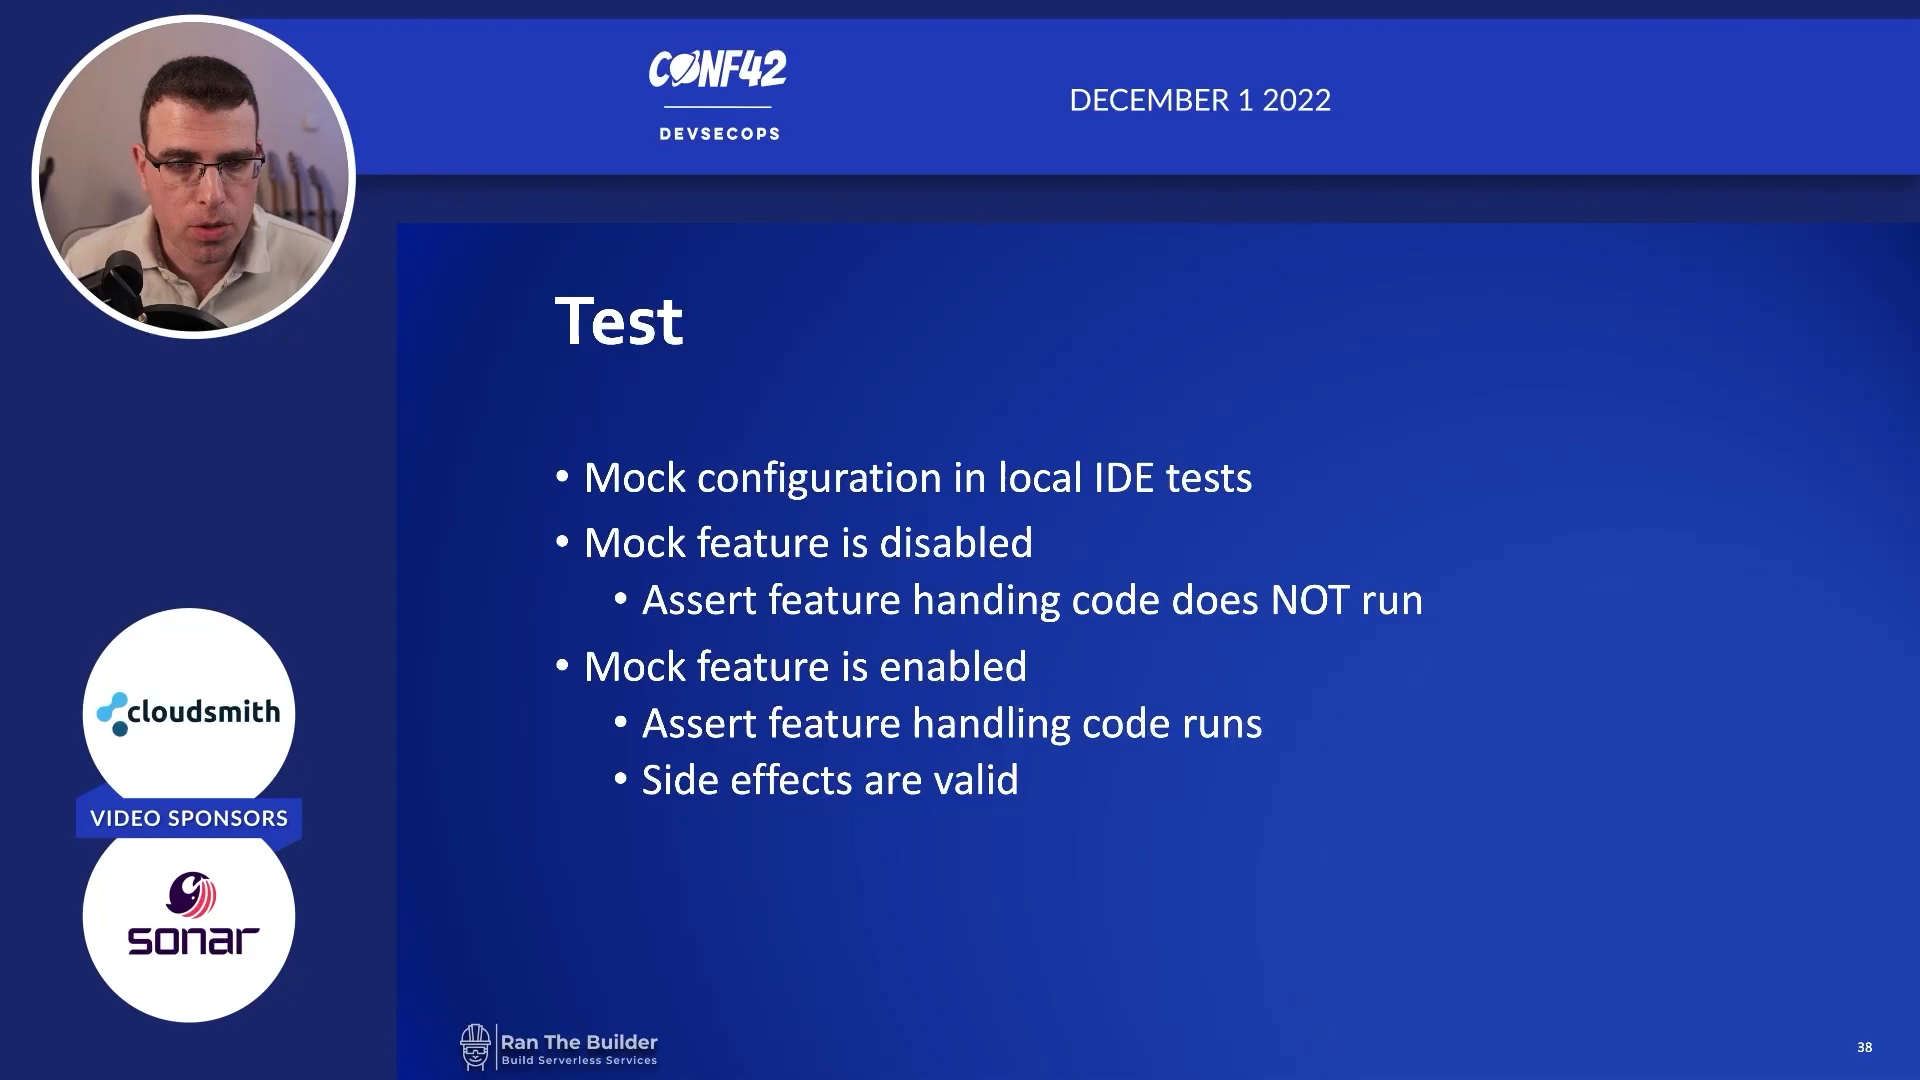 CONF42
DEVSECOPS
DECEMBER 1 2022
Test
• Mock configuration in local IDE tests
• Mock feature is disabled
• Assert feature handing code does NOT run
• Mock feature is enabled
• Assert feature handling code runs
• Side effects are valid
cloudsmith
VIDEO SPONSORS
sonar
Ran The Builder
Build Serverless Services
38